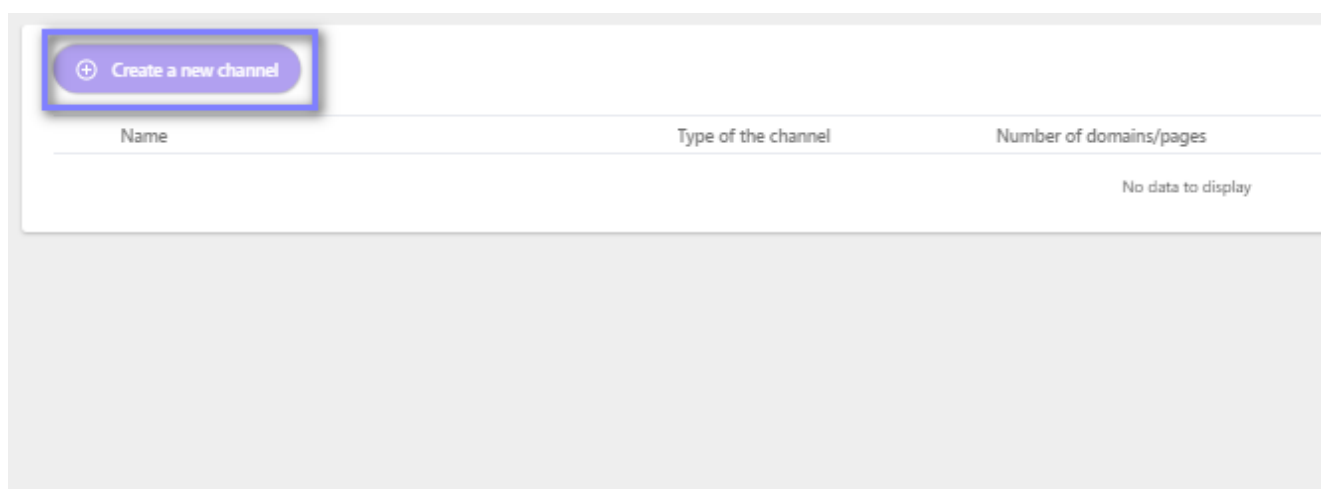 Create a new channel
Name Type of the channel Number of domains/pages
No data to display